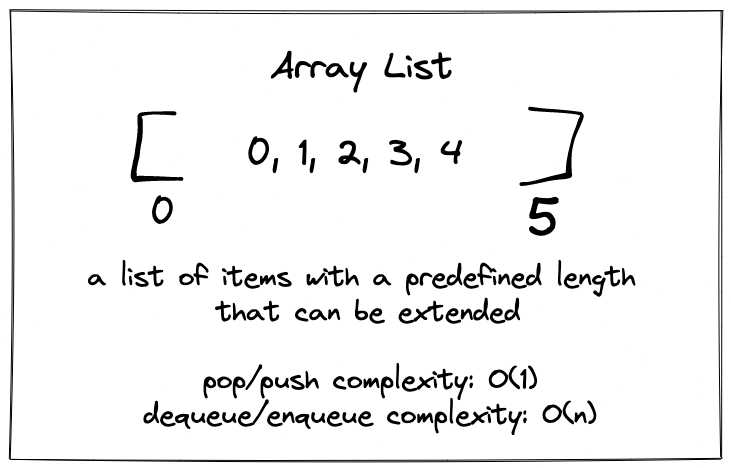 Array List
[ 0, 1, 2, 3, 4 ]
0 5
a list of items with a predefined length
that can be extended
pop/push complexity: O(1)
dequeue/enqueue complexity: O(n)